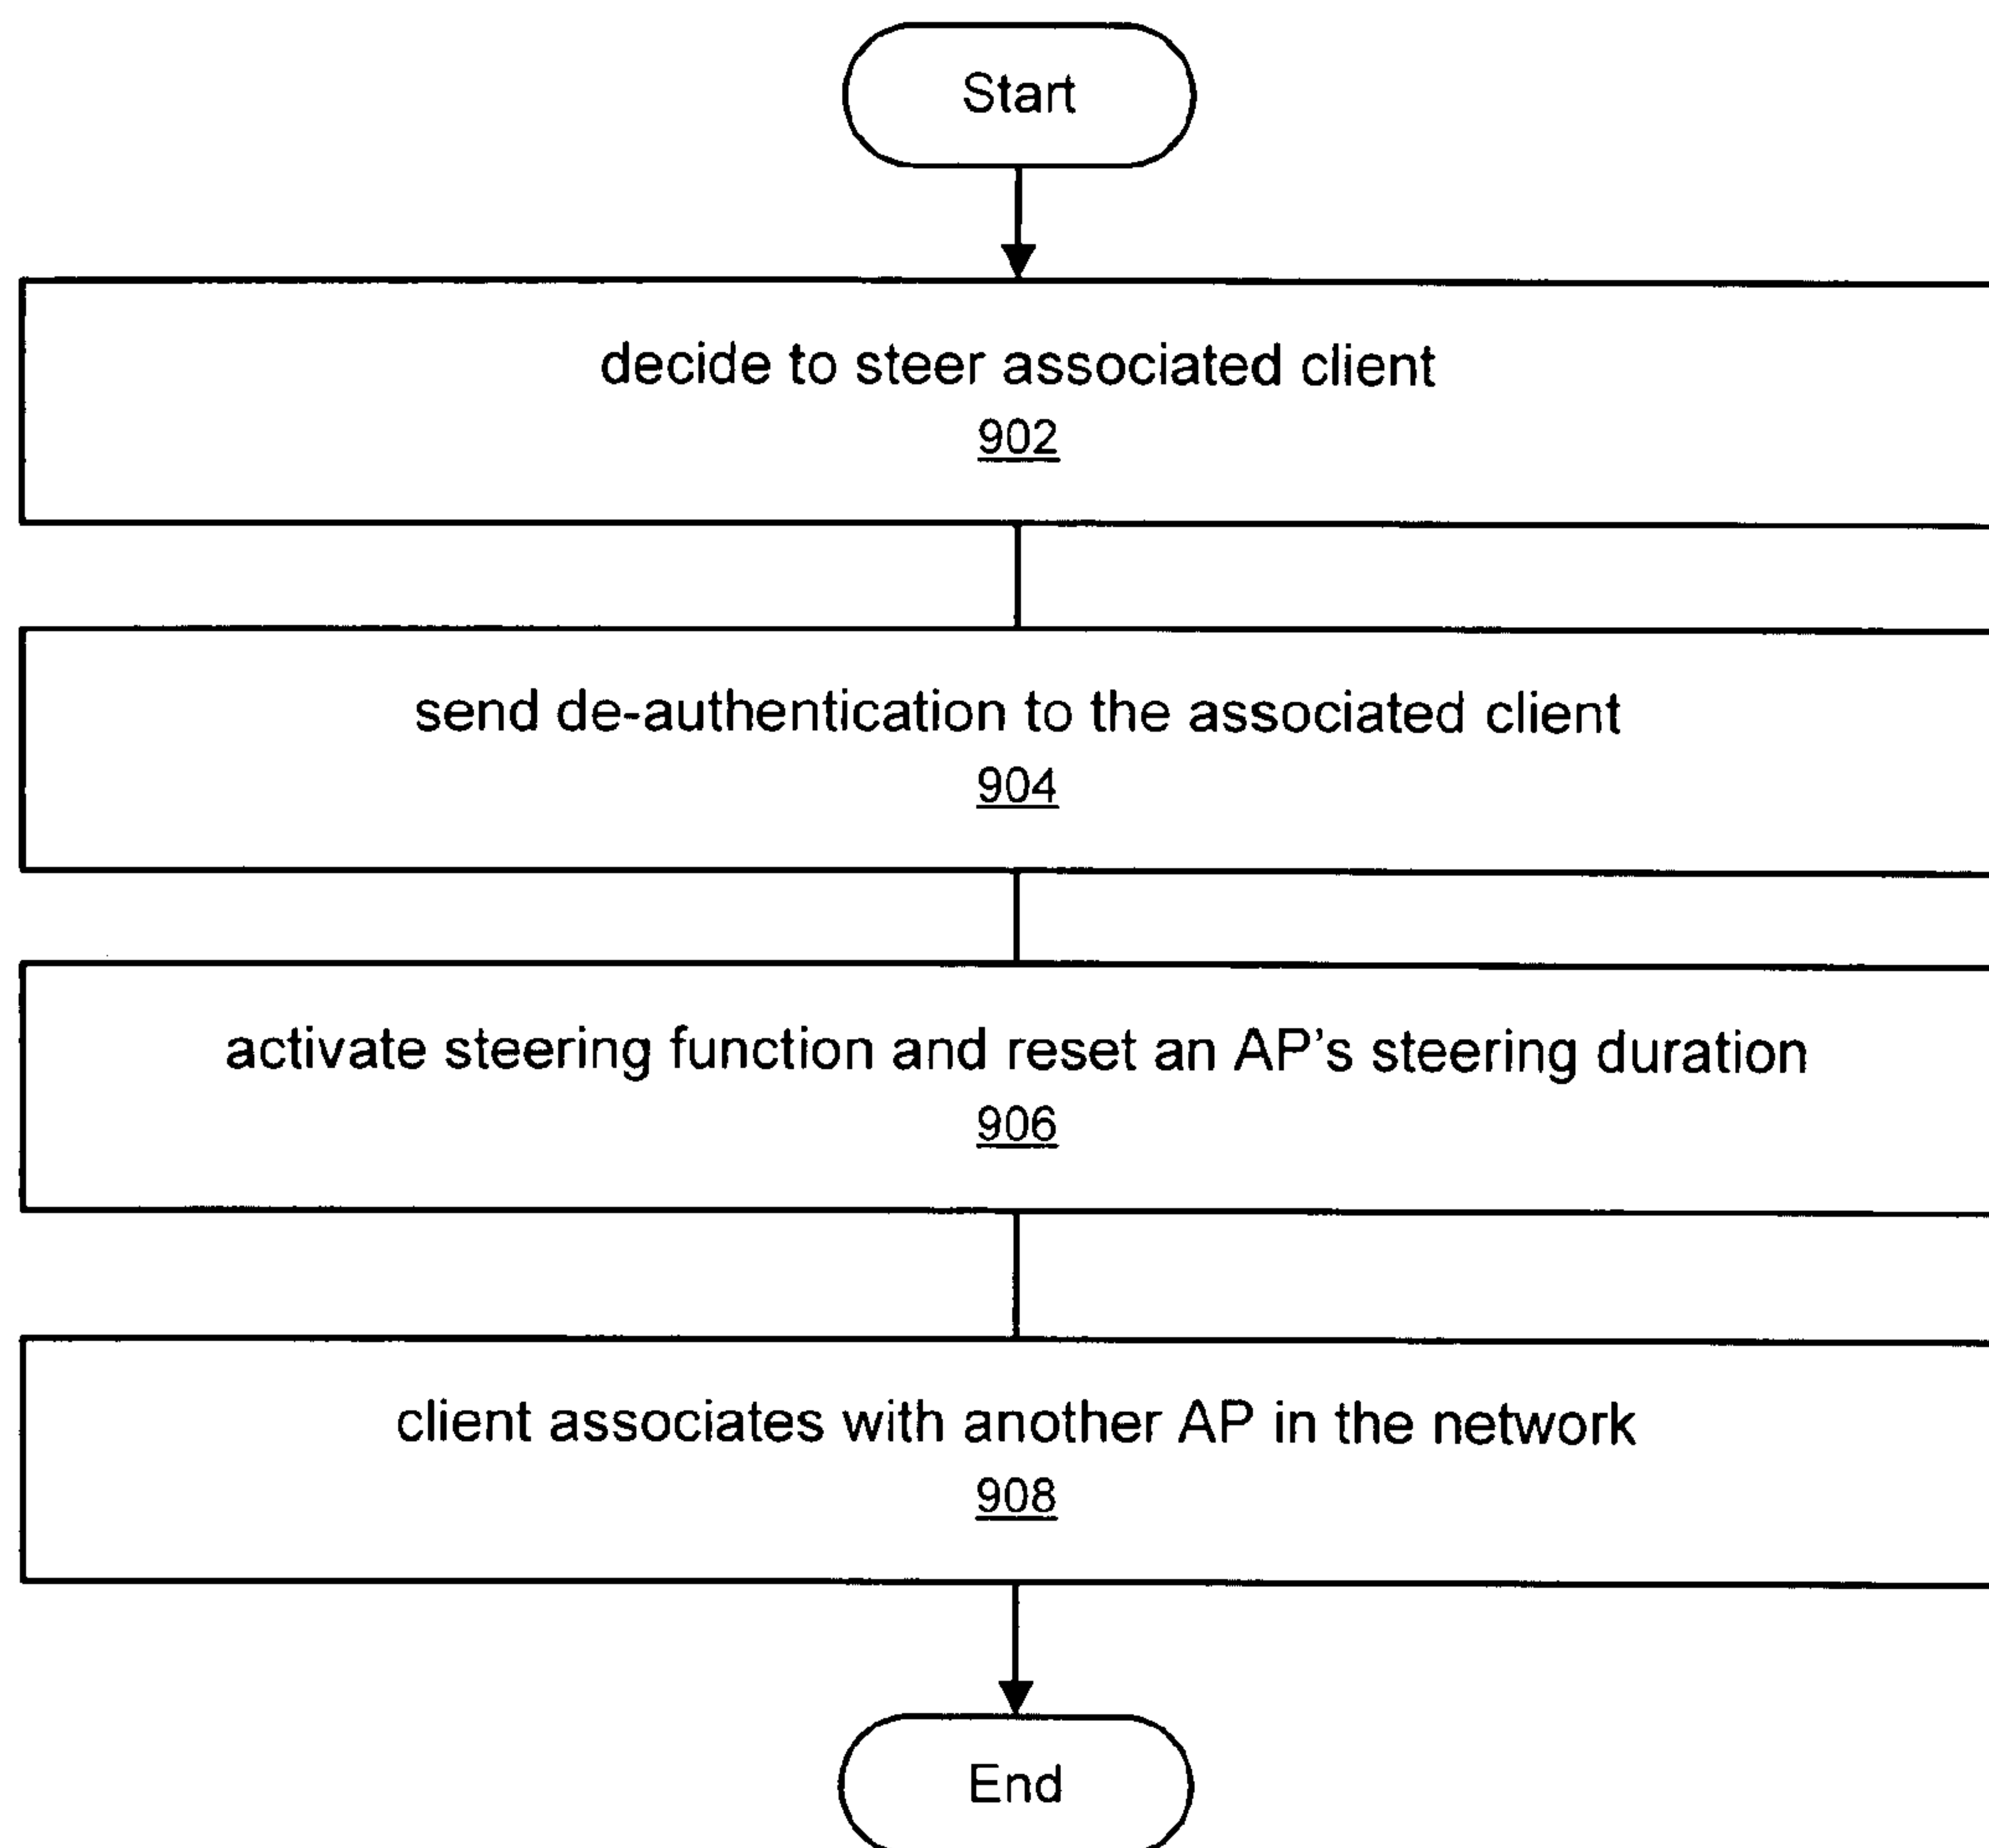 Start
decide to steer associated client
902
send de-authentication to the associated client
904
activate steering function and reset an AP's steering duration
906
client associates with another AP in the network
908
End